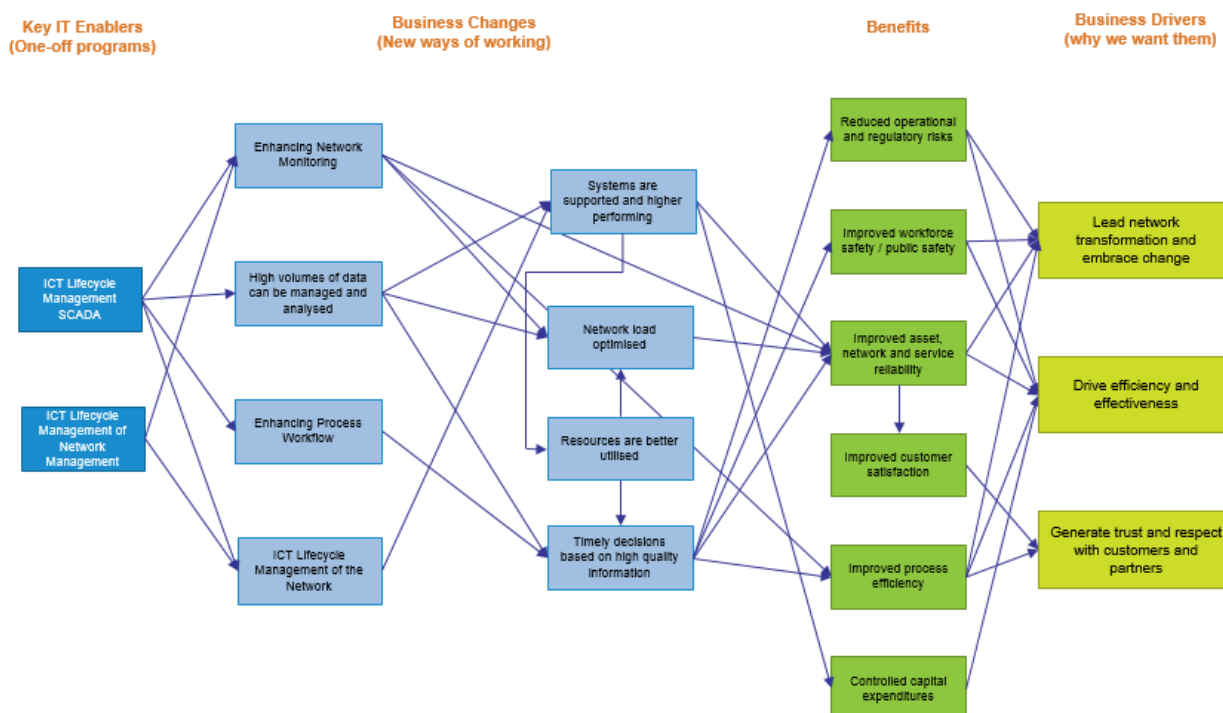 Key IT Enablers
(One-off programs)
Business Changes
(New ways of working)
Benefits
Business Drivers
(why we want them)
ICT Lifecycle
Management
SCADA
ICT Lifecycle
Management of
Network
Management
Enhancing Network
Monitoring
High volumes of data
can be managed and
analysed
Enhancing Process
Workflow
ICT Lifecycle
Management of the
Network
Systems are
supported and higher
performing
Network load
optimised
Resources are better
utilised
Timely decisions
based on high quality
information
Reduced operational
and regulatory risks
Improved workforce
safety / public safety
Improved asset,
network and service
reliability
Improved customer
satisfaction
Improved process
efficiency
Controlled capital
expenditures
Lead network
transformation and
embrace change
Drive efficiency and
effectiveness
Generate trust and respect
with customers and
partners